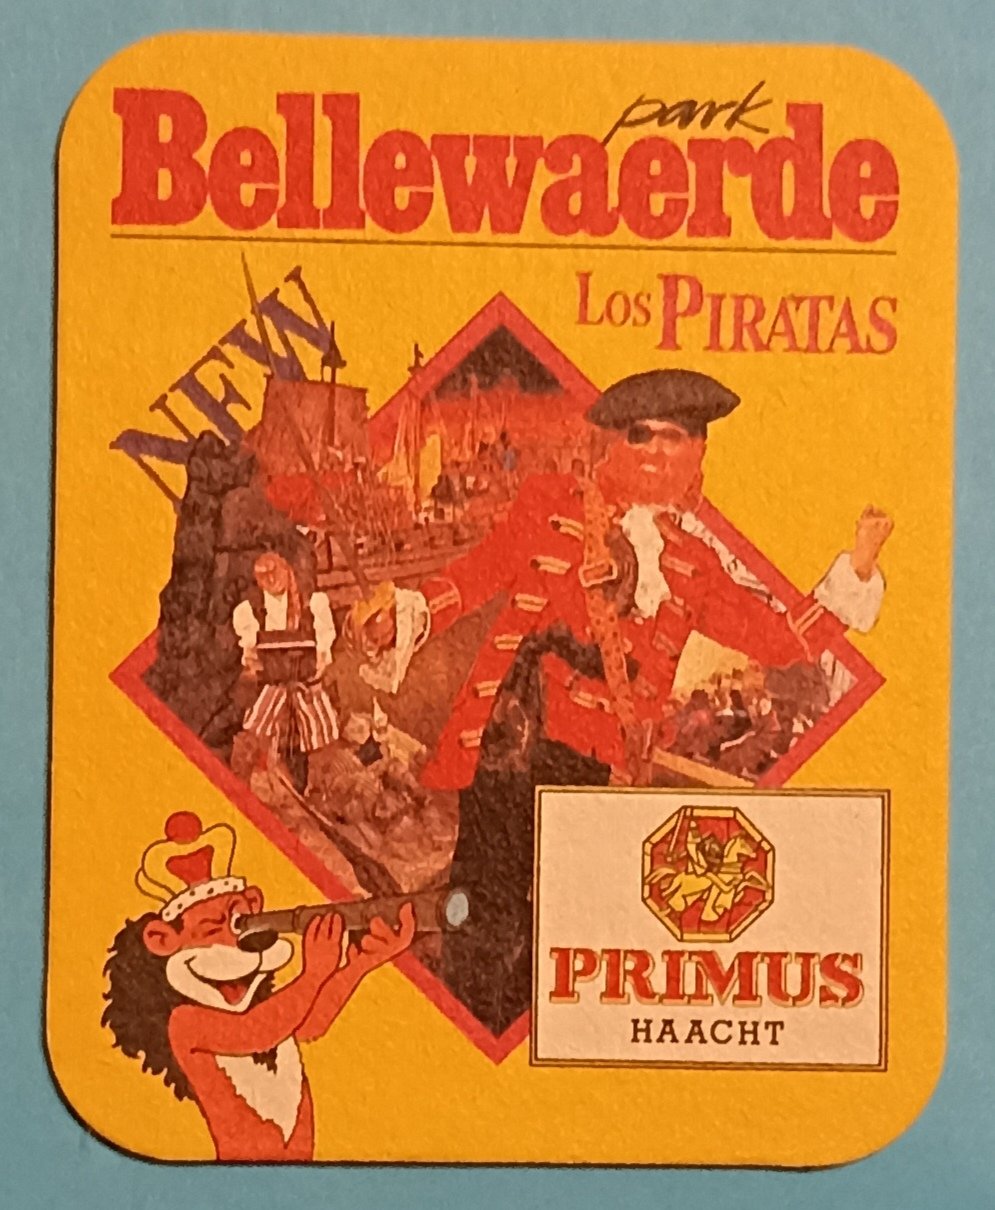 park
Bellewaerde
NEW
LOS PIRATAS
PRIMUS
HAACHT